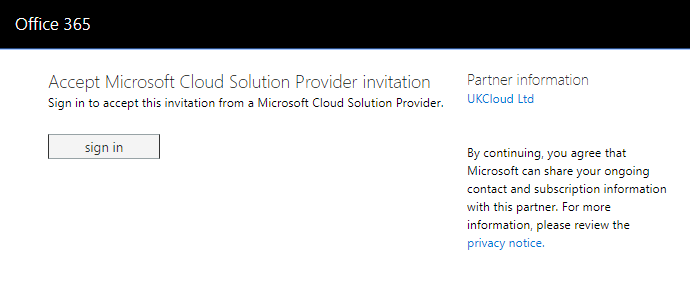 Office 365
Accept Microsoft Cloud Solution Provider invitation
Sign in to accept this invitation from a Microsoft Cloud Solution Provider.
sign in
Partner information
UKCloud Ltd
By continuing, you agree that
Microsoft can share your ongoing
contact and subscription information
with this partner. For more
information, please review the
privacy notice.